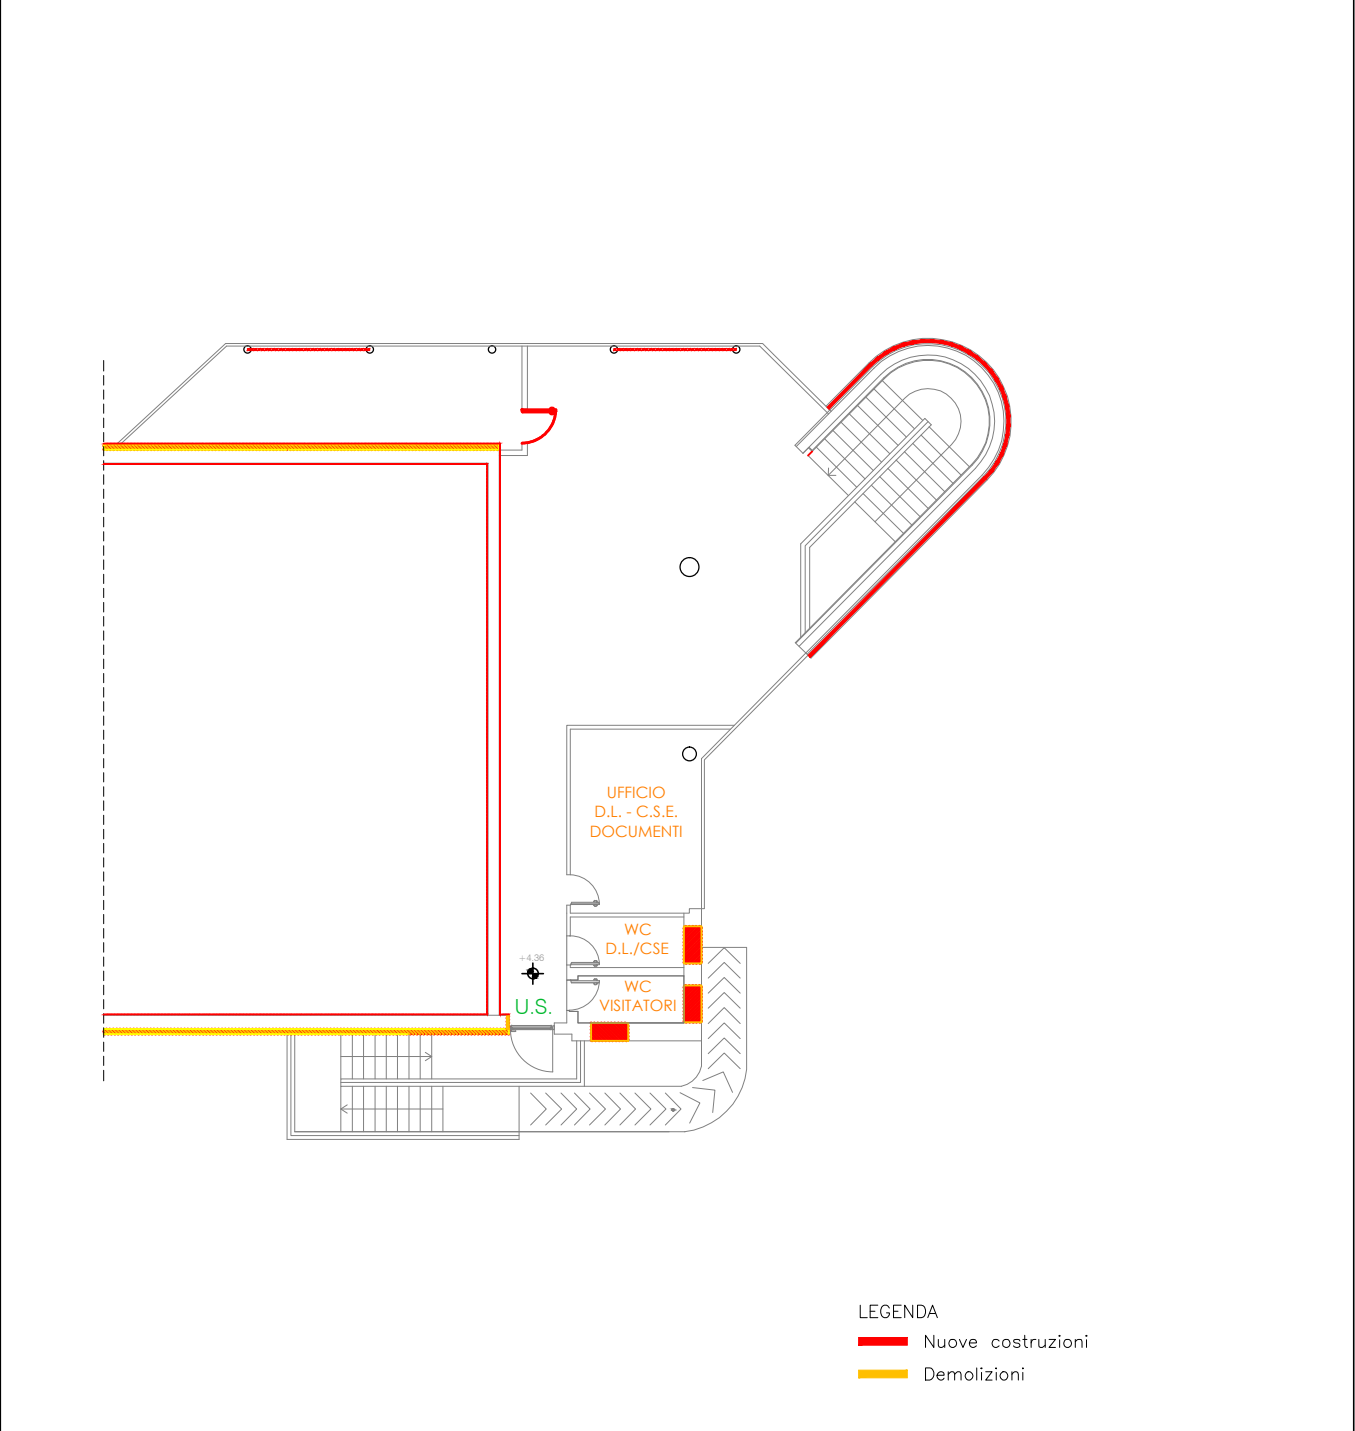 UFFICIO
D.L. - C.S.E.
DOCUMENTI
WC
D.L./CSE
+4.36
WC
VISITATORI
U.S.
LEGENDA
Nuove costruzioni
Demolizioni